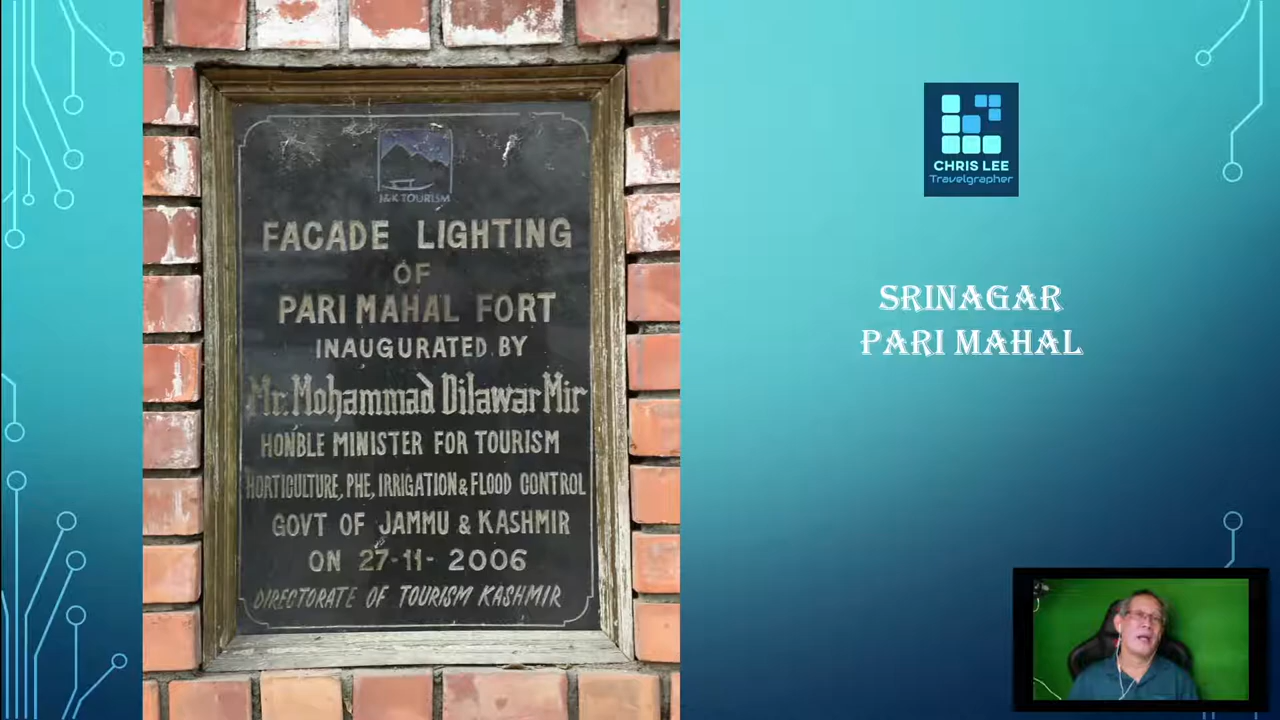 J&K TOURISM
FACADE LIGHTING
OF
PARI MAHAL FORT
INAUGURATED BY
Mr. Mohammad Dilawar Mir
HONBLE MINISTER FOR TOURISM
HORTICULTURE, PHE, IRRIGATION & FLOOD CONTROL
GOVT OF JAMMU & KASHMIR
ON 27-11-2006
DIRECTORATE OF TOURISM KASHMIR
CHRIS LEE
Travelgrapher
SRINAGAR
PARI MAHAL